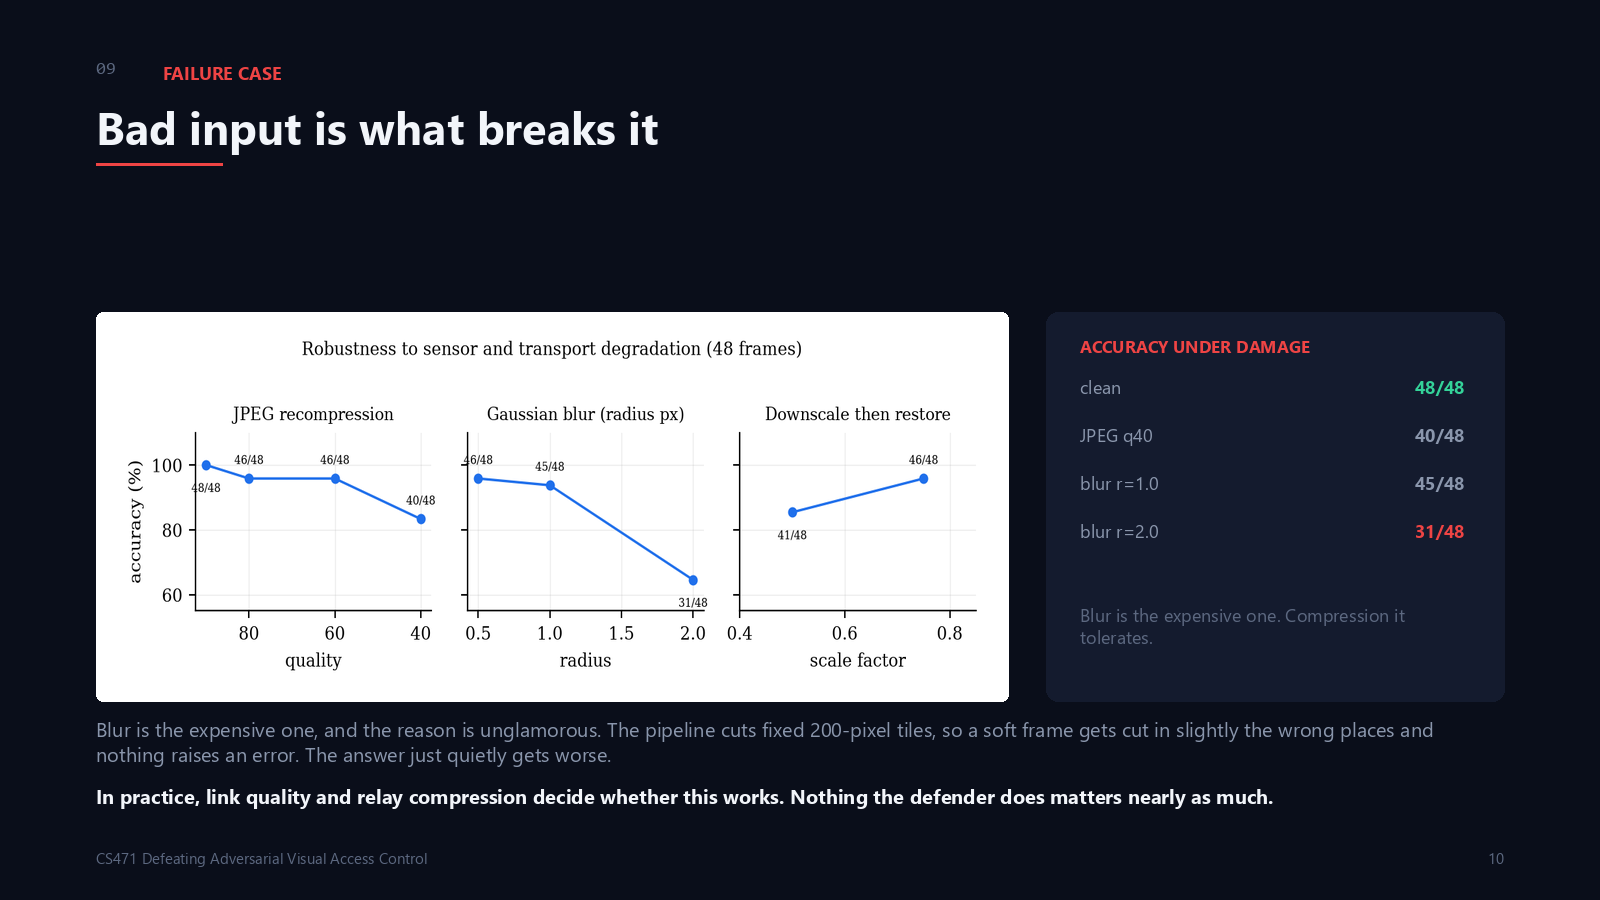 09
FAILURE CASE
Bad input is what breaks it
Robustness to sensor and transport degradation (48 frames)
JPEG recompression
Gaussian blur (radius px)
Downscale then restore
accuracy (%)
100
80
60
48/48
46/48
46/48
40/48
80
60
40
quality
46/48
45/48
31/48
0.5
1.0
1.5
2.0
radius
41/48
46/48
0.4
0.6
0.8
scale factor
ACCURACY UNDER DAMAGE
clean 48/48
JPEG q40 40/48
blur r=1.0 45/48
blur r=2.0 31/48
Blur is the expensive one. Compression it
tolerates.
Blur is the expensive one, and the reason is unglamorous. The pipeline cuts fixed 200-pixel tiles, so a soft frame gets cut in slightly the wrong places and
nothing raises an error. The answer just quietly gets worse.
In practice, link quality and relay compression decide whether this works. Nothing the defender does matters nearly as much.
CS471 Defeating Adversarial Visual Access Control
10